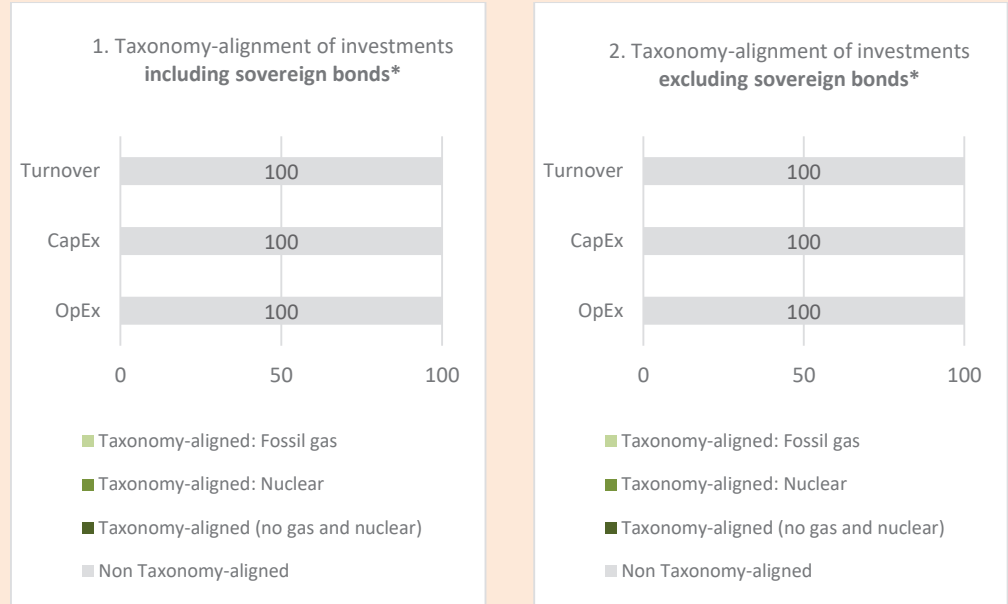 1. Taxonomy-alignment of investments
including sovereign bonds*
Turnover
100
CapEx
100
OpEx
100
0 50 100
Taxonomy-aligned: Fossil gas
Taxonomy-aligned: Nuclear
Taxonomy-aligned (no gas and nuclear)
Non Taxonomy-aligned
2. Taxonomy-alignment of investments
excluding sovereign bonds*
Turnover
100
CapEx
100
OpEx
100
0 50 100
Taxonomy-aligned: Fossil gas
Taxonomy-aligned: Nuclear
Taxonomy-aligned (no gas and nuclear)
Non Taxonomy-aligned